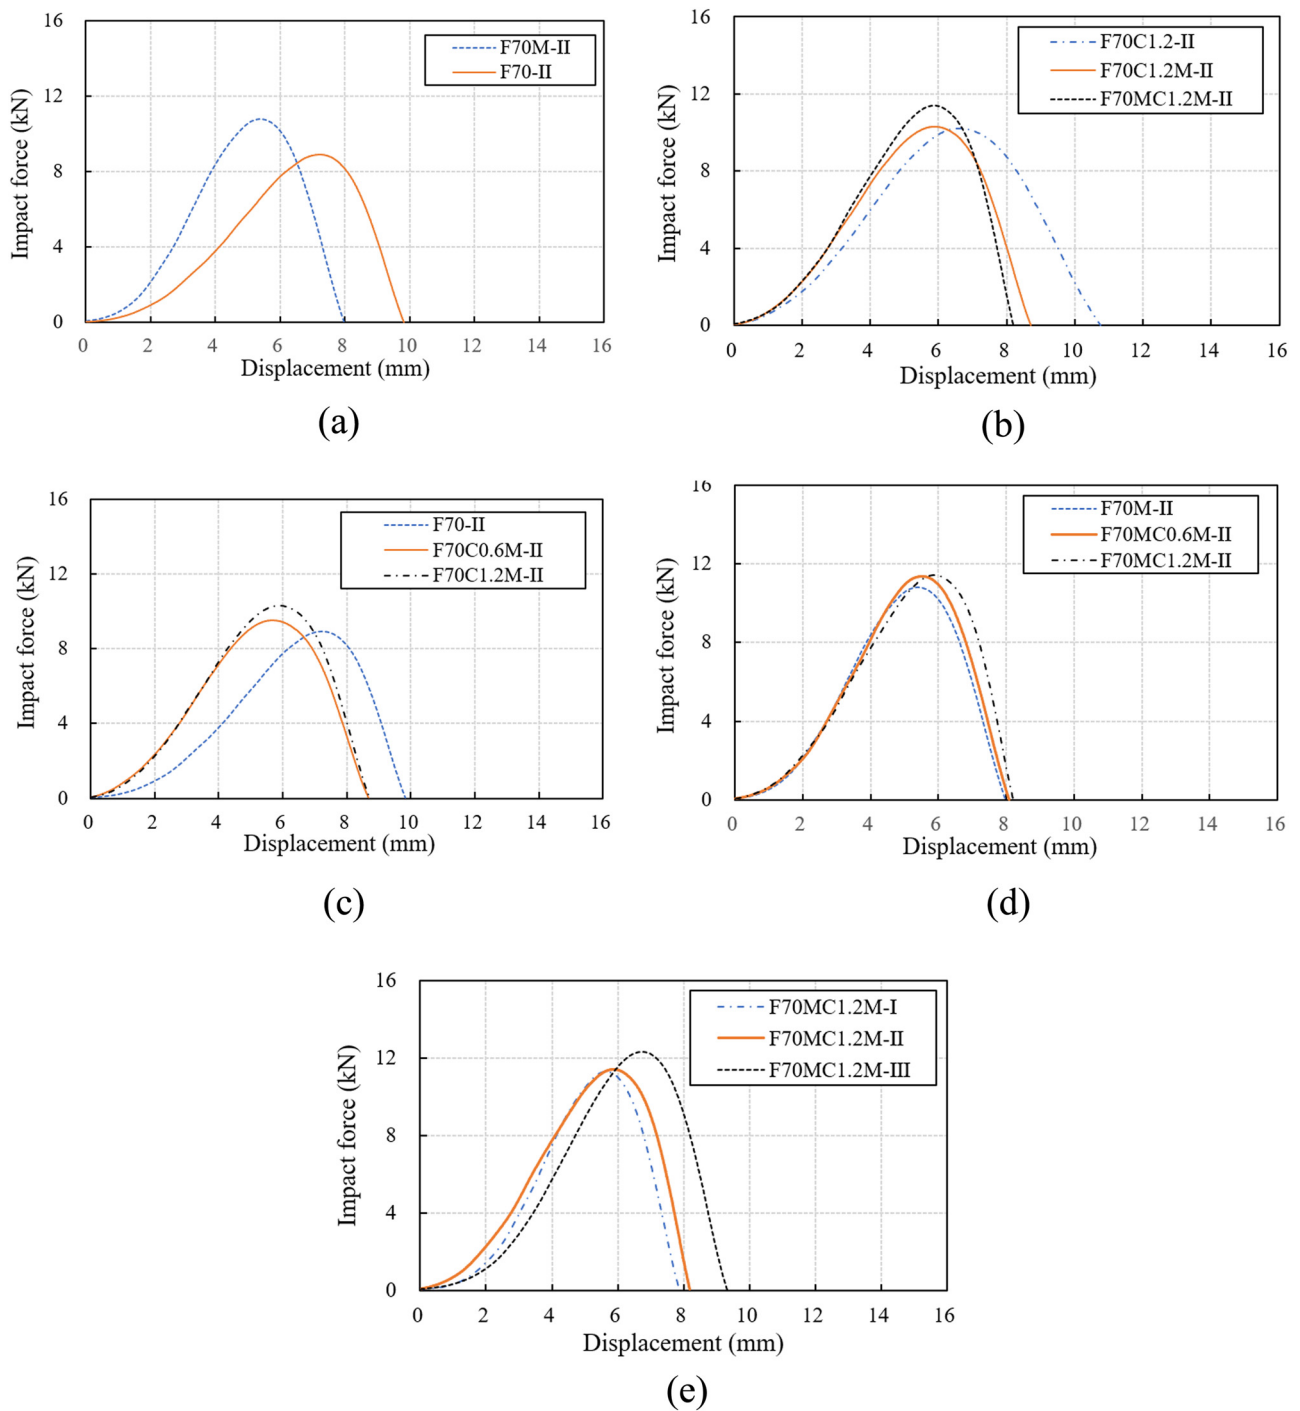 16
12
8
4
0
Impact force (kN)
F70M-II
F70-II
0 2 4 6 8 10 12 14 16
Displacement (mm)
(a)
16
12
8
4
0
Impact force (kN)
F70C1.2-II
F70C1.2M-II
F70MC1.2M-II
0 2 4 6 8 10 12 14 16
Displacement (mm)
(b)
16
12
8
4
0
Impact force (kN)
F70-II
F70C0.6M-II
F70C1.2M-II
0 2 4 6 8 10 12 14 16
Displacement (mm)
(c)
16
12
8
4
0
Impact force (kN)
F70M-II
F70MC0.6M-II
F70MC1.2M-II
0 2 4 6 8 10 12 14 16
Displacement (mm)
(d)
16
12
8
4
0
Impact force (kN)
F70MC1.2M-I
F70MC1.2M-II
F70MC1.2M-III
0 2 4 6 8 10 12 14 16
Displacement (mm)
(e)